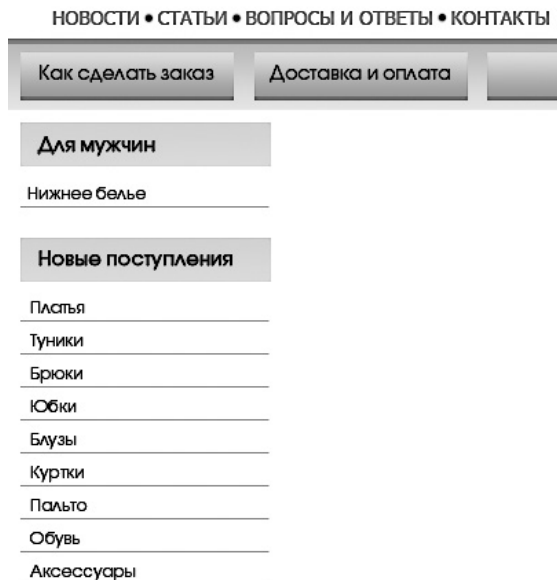 НОВОСТИ • СТАТЬИ • ВОПРОСЫ И ОТВЕТЫ • КОНТАКТЫ
Как сделать заказ Доставка и оплата
Для мужчин
Нижнее белье
Новые поступления
Платья
Туники
Брюки
Юбки
Блузы
Куртки
Пальто
Обувь
Аксессуары